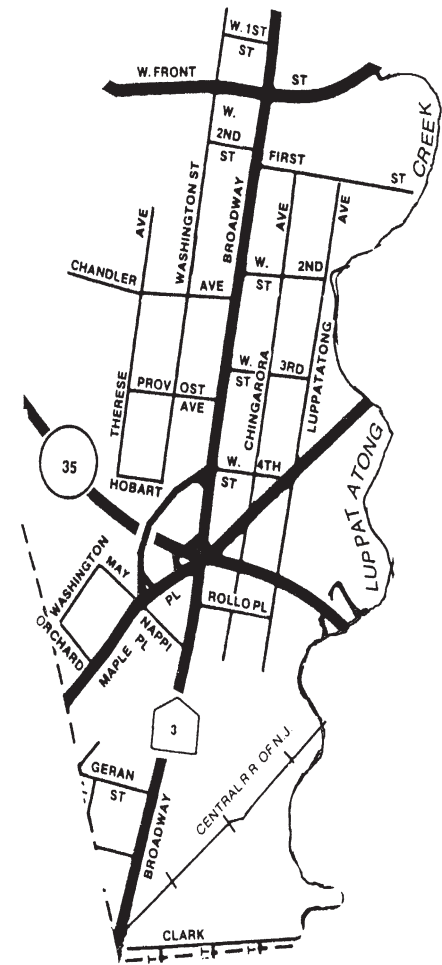 W. 1ST
ST
W. FRONT ST
W.
2ND
ST
FIRST ST
CREEK
WASHINGTON ST
BROADWAY
AVE
AVE
AVE
CHANDLER AVE
W. 2ND
ST
THERESE
CHINGARORA
LUPPATATONG
W. 3RD
ST
PROV OST
AVE
35
HOBART
W. 4TH
ST
LUPPAT ATONG
WASHINGTON
MAY
PL
ORCHARD
MAPLE PL
NAPPI
ROLLO PL
3
GERAN
ST
CENTRAL R R OF N.J.
BROADWAY
CLARK